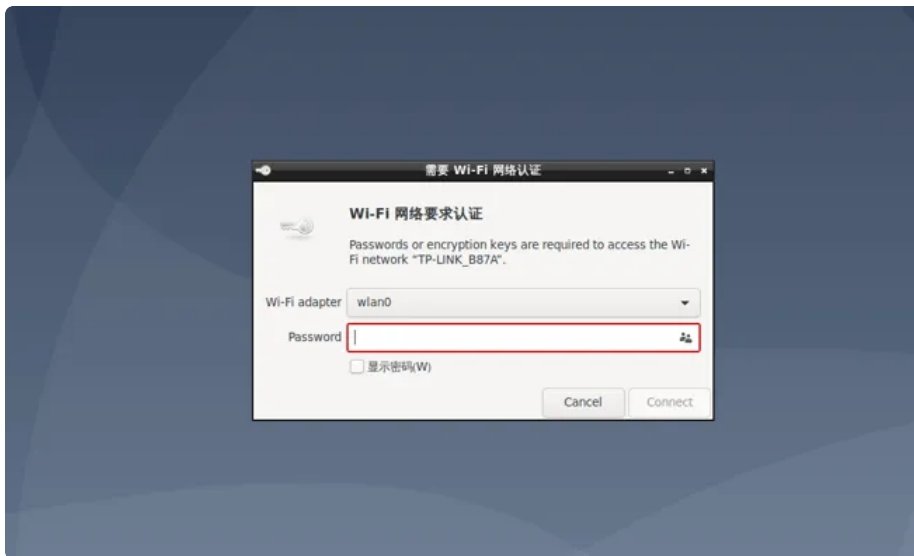 需要 Wi-Fi 网络认证
Wi-Fi 网络要求认证
Passwords or encryption keys are required to access the Wi-
Fi network "TP-LINK_B87A".
Wi-Fi adapter wlan0
Password
显示密码(W)
Cancel Connect